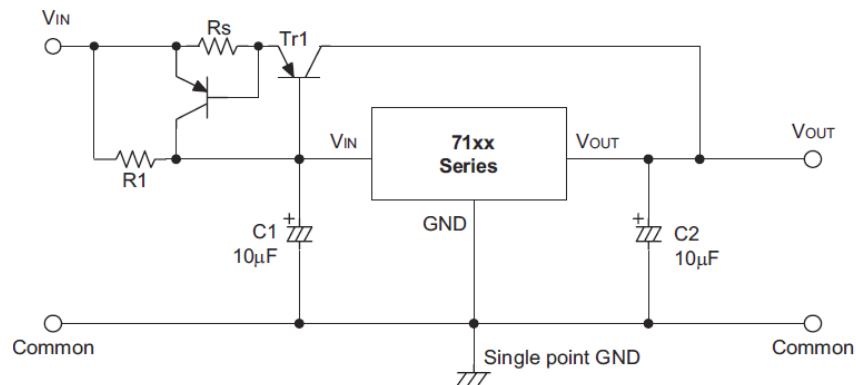 VIN
Rs
Tr1
R1
VIN
71xx
Series
VOUT
VOUT
GND
C1
10μF
C2
10μF
Common
Single point GND
Common